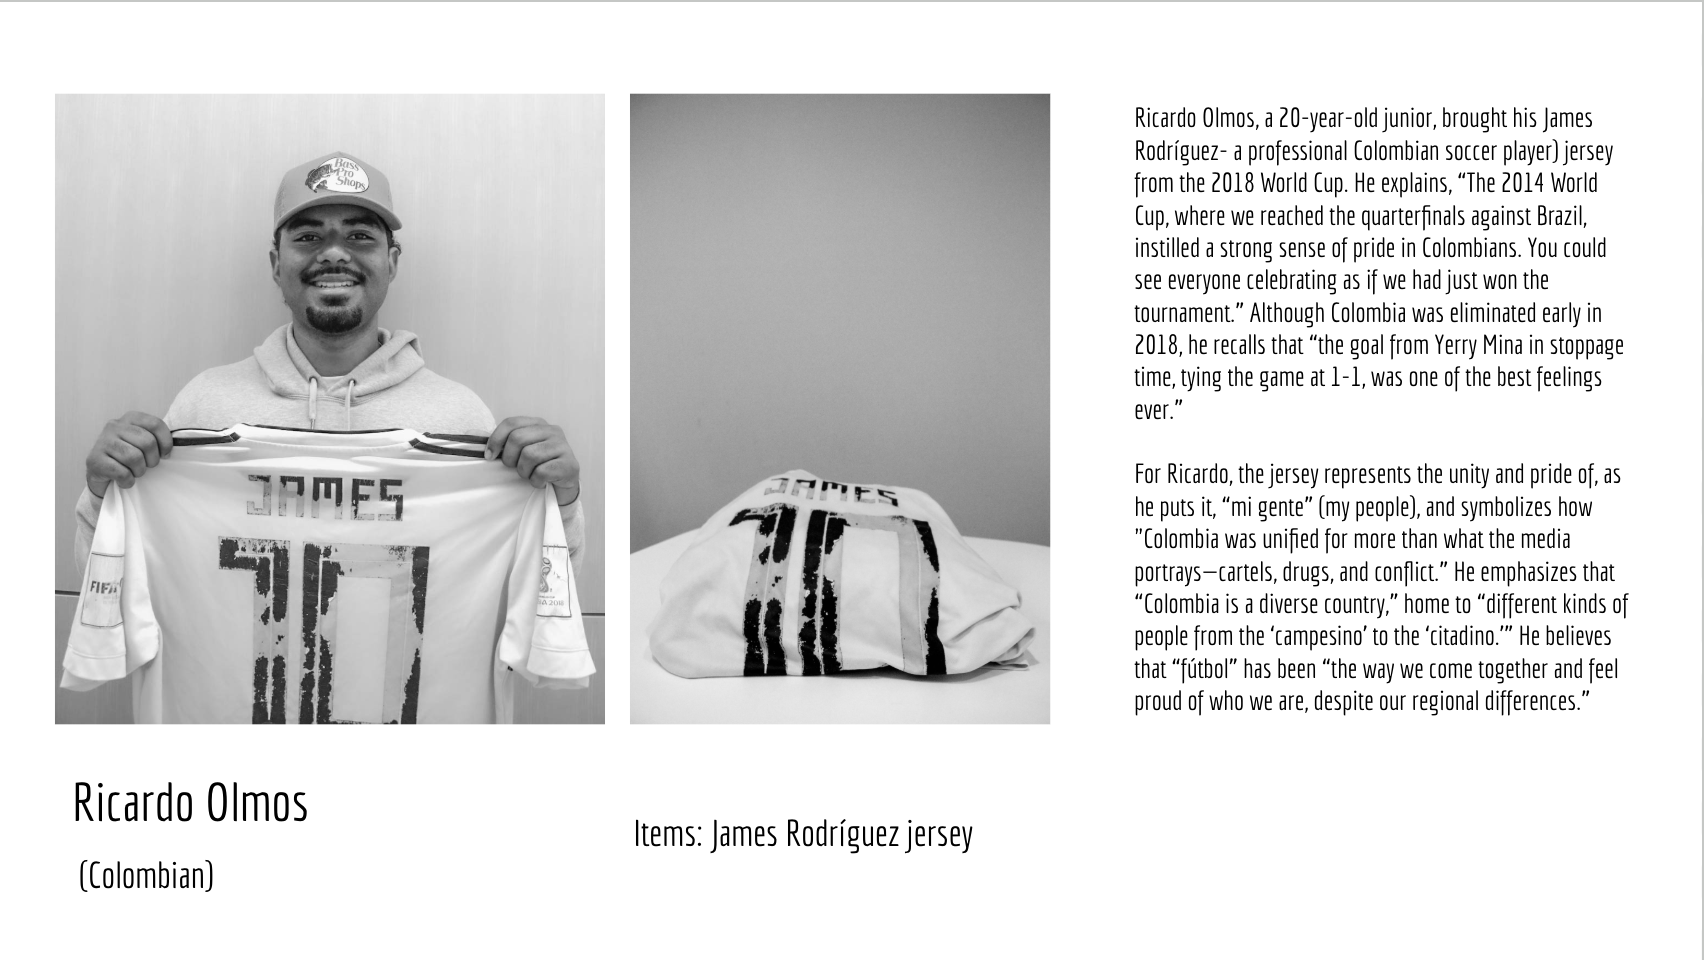 Bass
Pro
Shops
JAMES
10
FIFA
JAMES
10
Ricardo Olmos, a 20-year-old junior, brought his James
Rodríguez- a professional Colombian soccer player) jersey
from the 2018 World Cup. He explains, “The 2014 World
Cup, where we reached the quarterfinals against Brazil,
instilled a strong sense of pride in Colombians. You could
see everyone celebrating as if we had just won the
tournament.” Although Colombia was eliminated early in
2018, he recalls that “the goal from Yerry Mina in stoppage
time, tying the game at 1-1, was one of the best feelings
ever.”
For Ricardo, the jersey represents the unity and pride of, as
he puts it, “mi gente” (my people), and symbolizes how
”Colombia was unified for more than what the media
portrays—cartels, drugs, and conflict.” He emphasizes that
“Colombia is a diverse country,” home to “different kinds of
people from the ‘campesino’ to the ‘citadino.’” He believes
that “fútbol” has been “the way we come together and feel
proud of who we are, despite our regional differences.”
Ricardo Olmos
(Colombian)
Items: James Rodríguez jersey